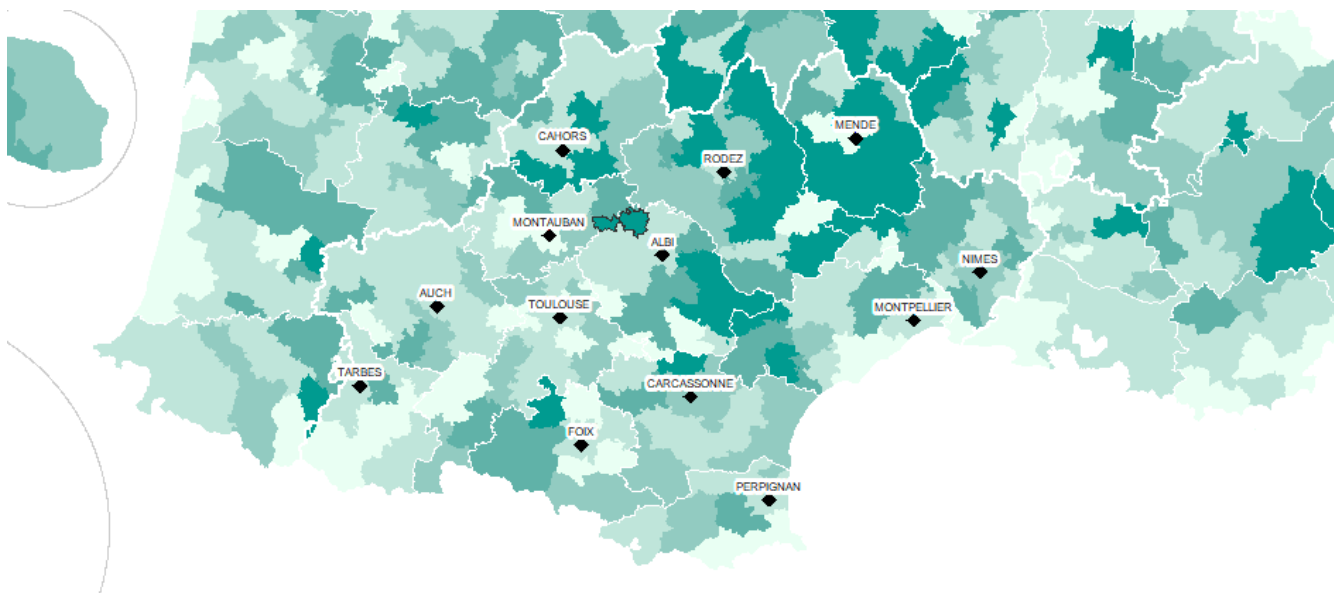 MENDE
CAHORS
RODEZ
MONTAUBAN
ALBI
NIMES
AUCH
TOULOUSE
MONTPELLIER
TARBES
CARCASSONNE
FOIX
PERPIGNAN